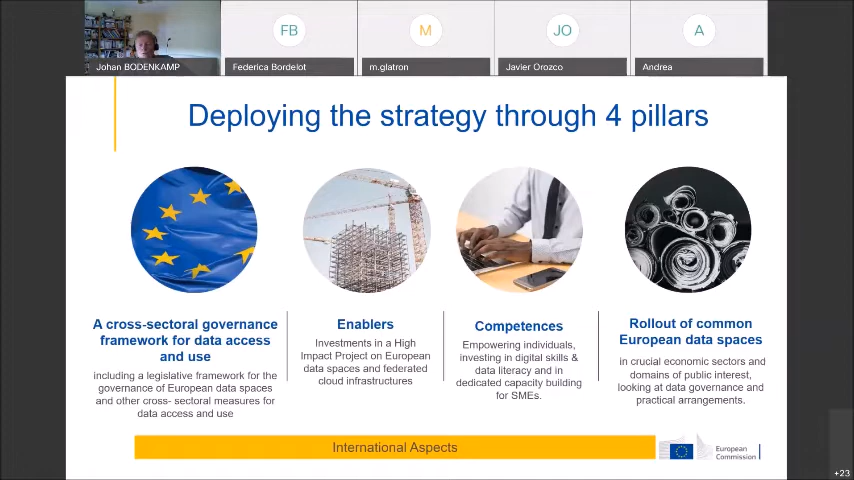 FB
M
JO
A
Johan BODENKAMP
Federica Bordelot
m.glatron
Javier Orozco
Andrea
Deploying the strategy through 4 pillars
A cross-sectoral governance
framework for data access
and use
including a legislative framework for the
governance of European data spaces
and other cross- sectoral measures for
data access and use
Enablers
Investments in a High
Impact Project on European
data spaces and federated
cloud infrastructures
Competences
Empowering individuals,
investing in digital skills &
data literacy and in
dedicated capacity building
for SMEs.
Rollout of common
European data spaces
in crucial economic sectors and
domains of public interest,
looking at data governance and
practical arrangements.
International Aspects
European
Commission
+23